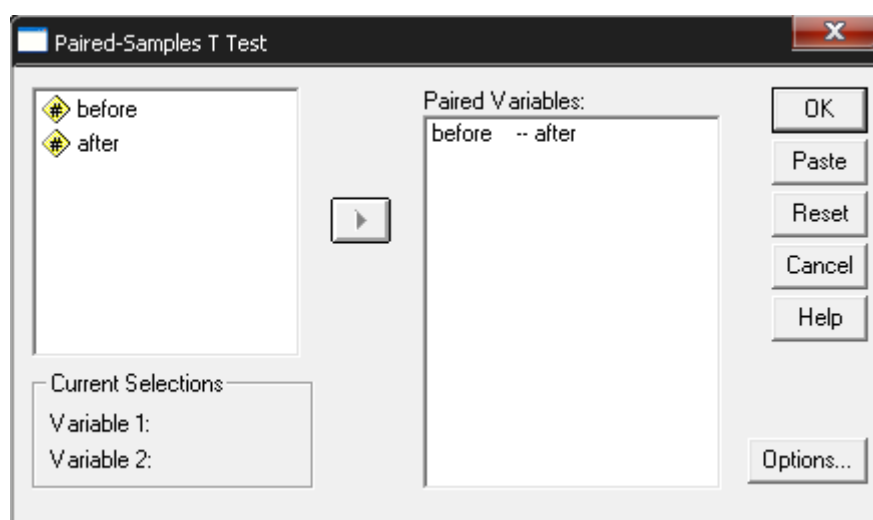 Paired-Samples T Test
before
after
Current Selections
Variable 1:
Variable 2:
Paired Variables:
before -- after
OK
Paste
Reset
Cancel
Help
Options...